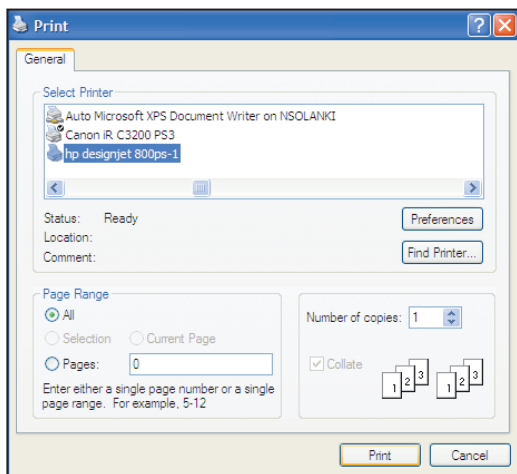 Print
General
Select Printer
Auto Microsoft XPS Document Writer on NSOLANKI
Canon iR C3200 PS3
hp designjet 800ps-1
Status: Ready
Preferences
Location:
Comment:
Find Printer...
Page Range
All
Selection Current Page
Pages: 0
Enter either a single page number or a single
page range. For example, 5-12
Number of copies: 1
Collate
1 2 3 1 2 3
Print Cancel